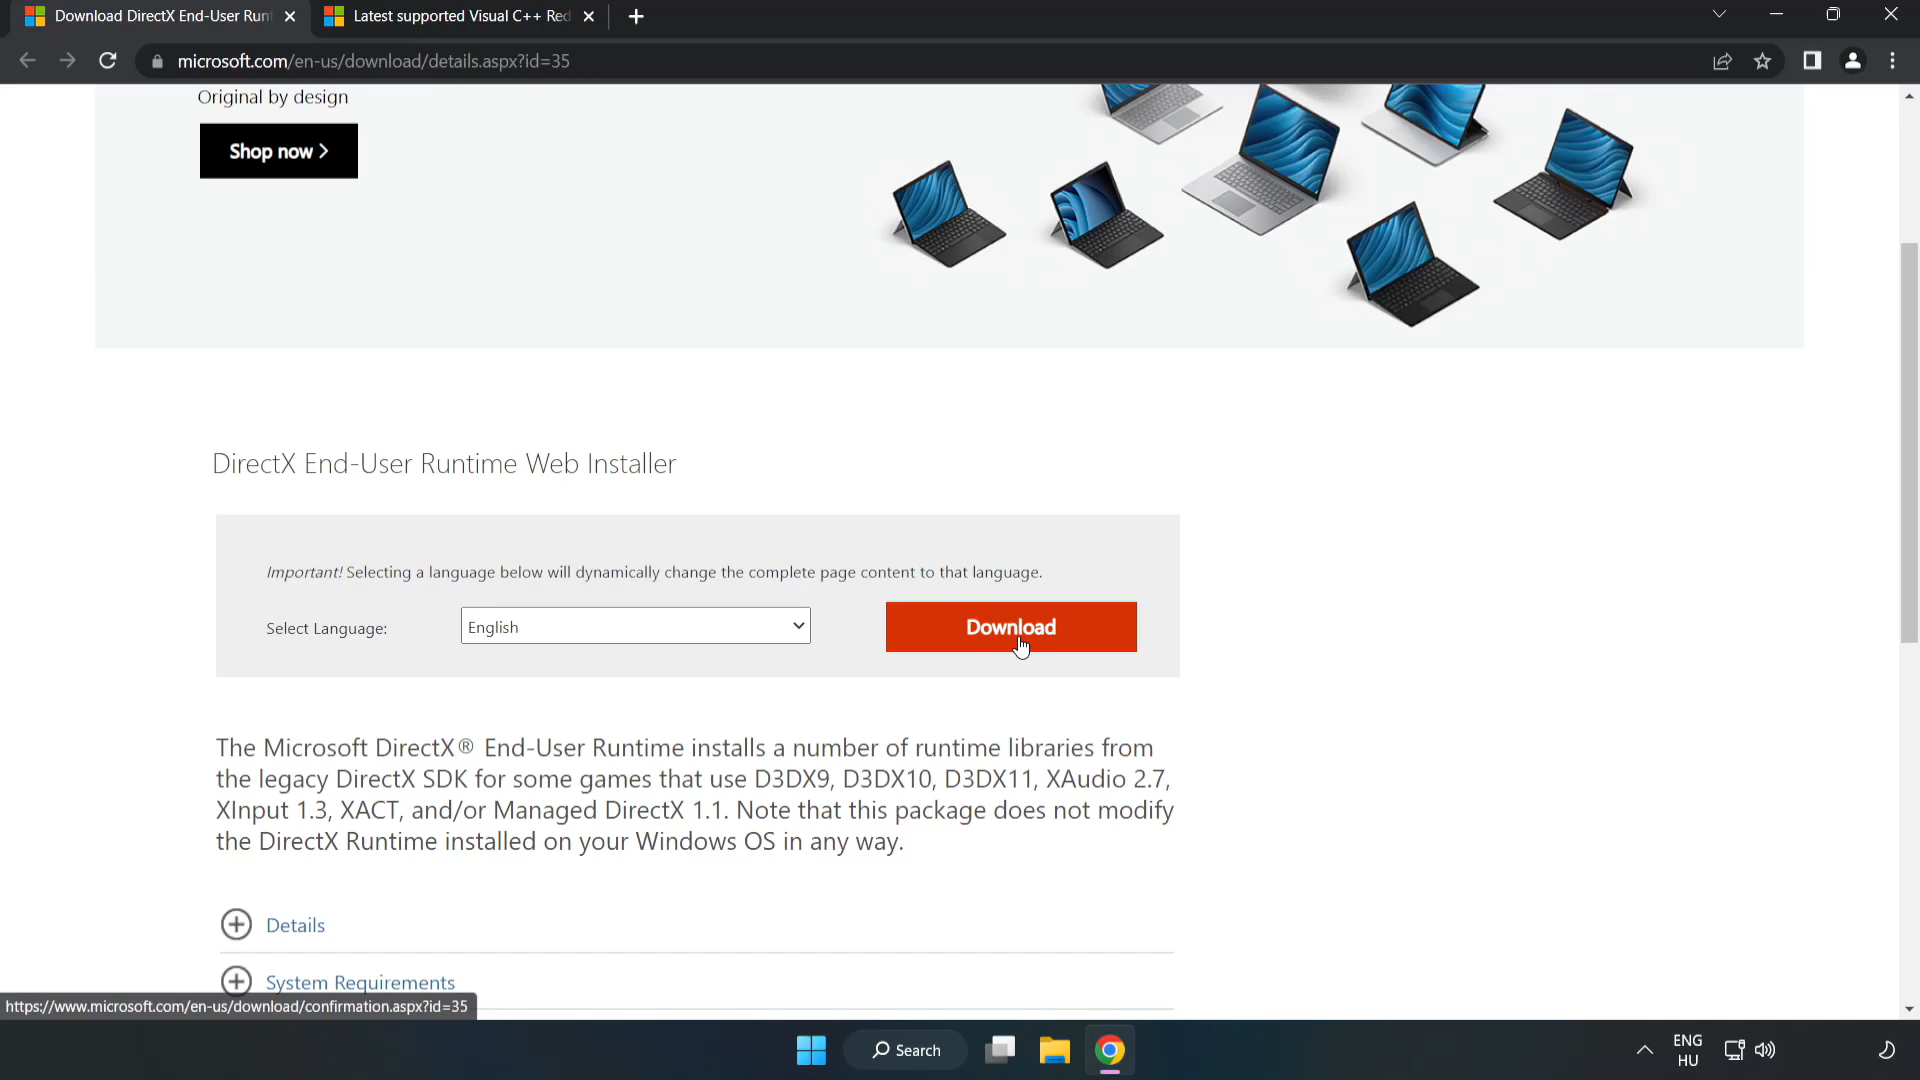 Download DirectX End-User Runt
Latest supported Visual C++ Red
microsoft.com/en-us/download/details.aspx?id=35
Original by design
Shop now >
DirectX End-User Runtime Web Installer
Important! Selecting a language below will dynamically change the complete page content to that language.
Select Language:
English
Download
The Microsoft DirectX® End-User Runtime installs a number of runtime libraries from
the legacy DirectX SDK for some games that use D3DX9, D3DX10, D3DX11, XAudio 2.7,
XInput 1.3, XACT, and/or Managed DirectX 1.1. Note that this package does not modify
the DirectX Runtime installed on your Windows OS in any way.
Details
System Requirements
https://www.microsoft.com/en-us/download/confirmation.aspx?id=35
Search
ENG
HU